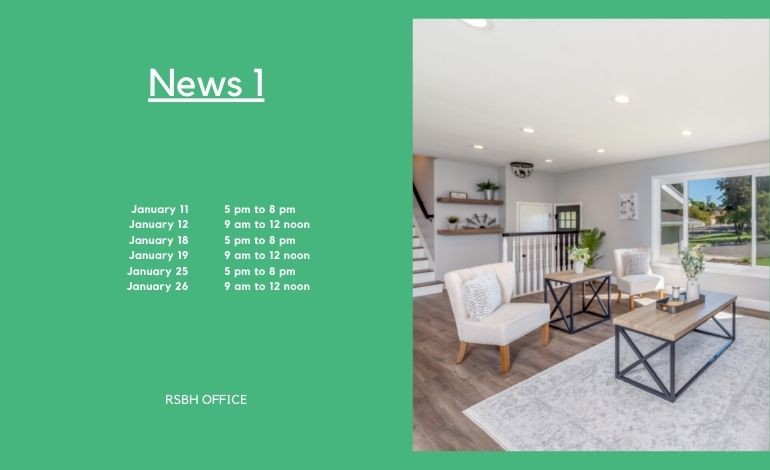 News 1
January 11 5 pm to 8 pm
January 12 9 am to 12 noon
January 18 5 pm to 8 pm
January 19 9 am to 12 noon
January 25 5 pm to 8 pm
January 26 9 am to 12 noon
RSBH OFFICE